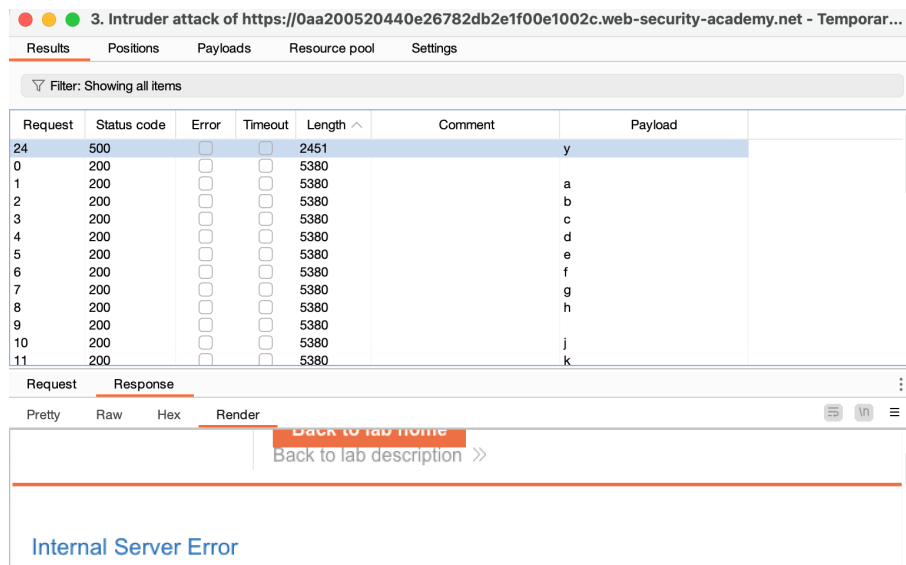 3. Intruder attack of https://0aa200520440e26782db2e1f00e1002c.web-security-academy.net - Temporar...
Results Positions Payloads Resource pool Settings
Filter: Showing all items
Request Status code Error Timeout Length Comment Payload
24 500 2451 y
0 200 5380
1 200 5380 a
2 200 5380 b
3 200 5380 c
4 200 5380 d
5 200 5380 e
6 200 5380 f
7 200 5380 g
8 200 5380 h
9 200 5380
10 200 5380 j
11 200 5380 k
Request Response
Pretty Raw Hex Render \n
Back to lab home
Back to lab description
Internal Server Error